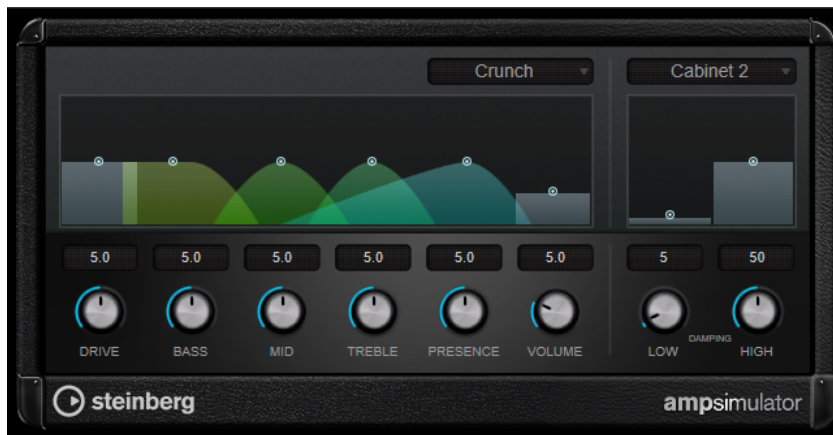 Crunch
Cabinet 2
5.0 5.0 5.0 5.0 5.0 5.0 5 50
DRIVE BASS MID TREBLE PRESENCE VOLUME LOW DAMPING HIGH
steinberg
ampsimulator